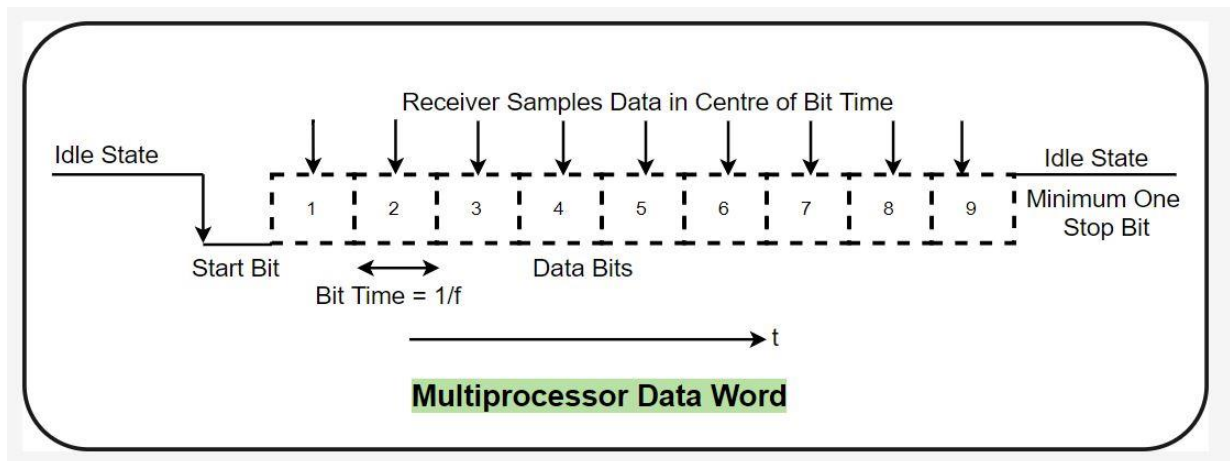 Receiver Samples Data in Centre of Bit Time
Idle State
Idle State
1 2 3 4 5 6 7 8 9
Minimum One
Stop Bit
Start Bit
Data Bits
Bit Time = 1/f
t
Multiprocessor Data Word